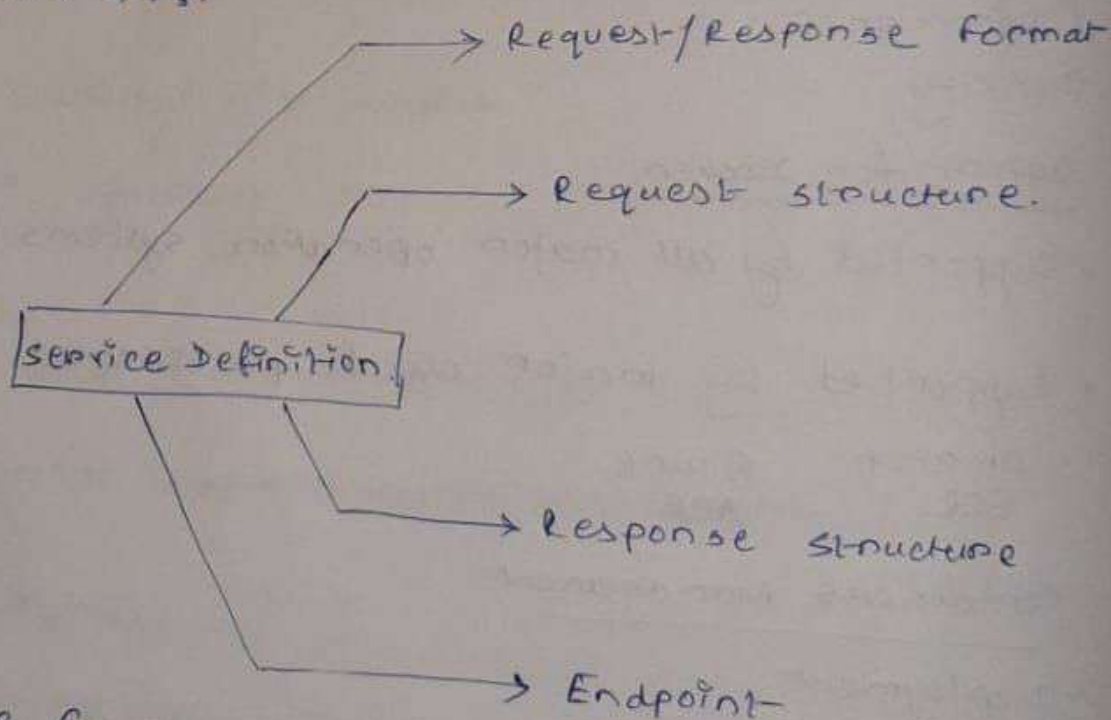 Request/Response format
Request structure.
Service Definition.
Response structure
Endpoint